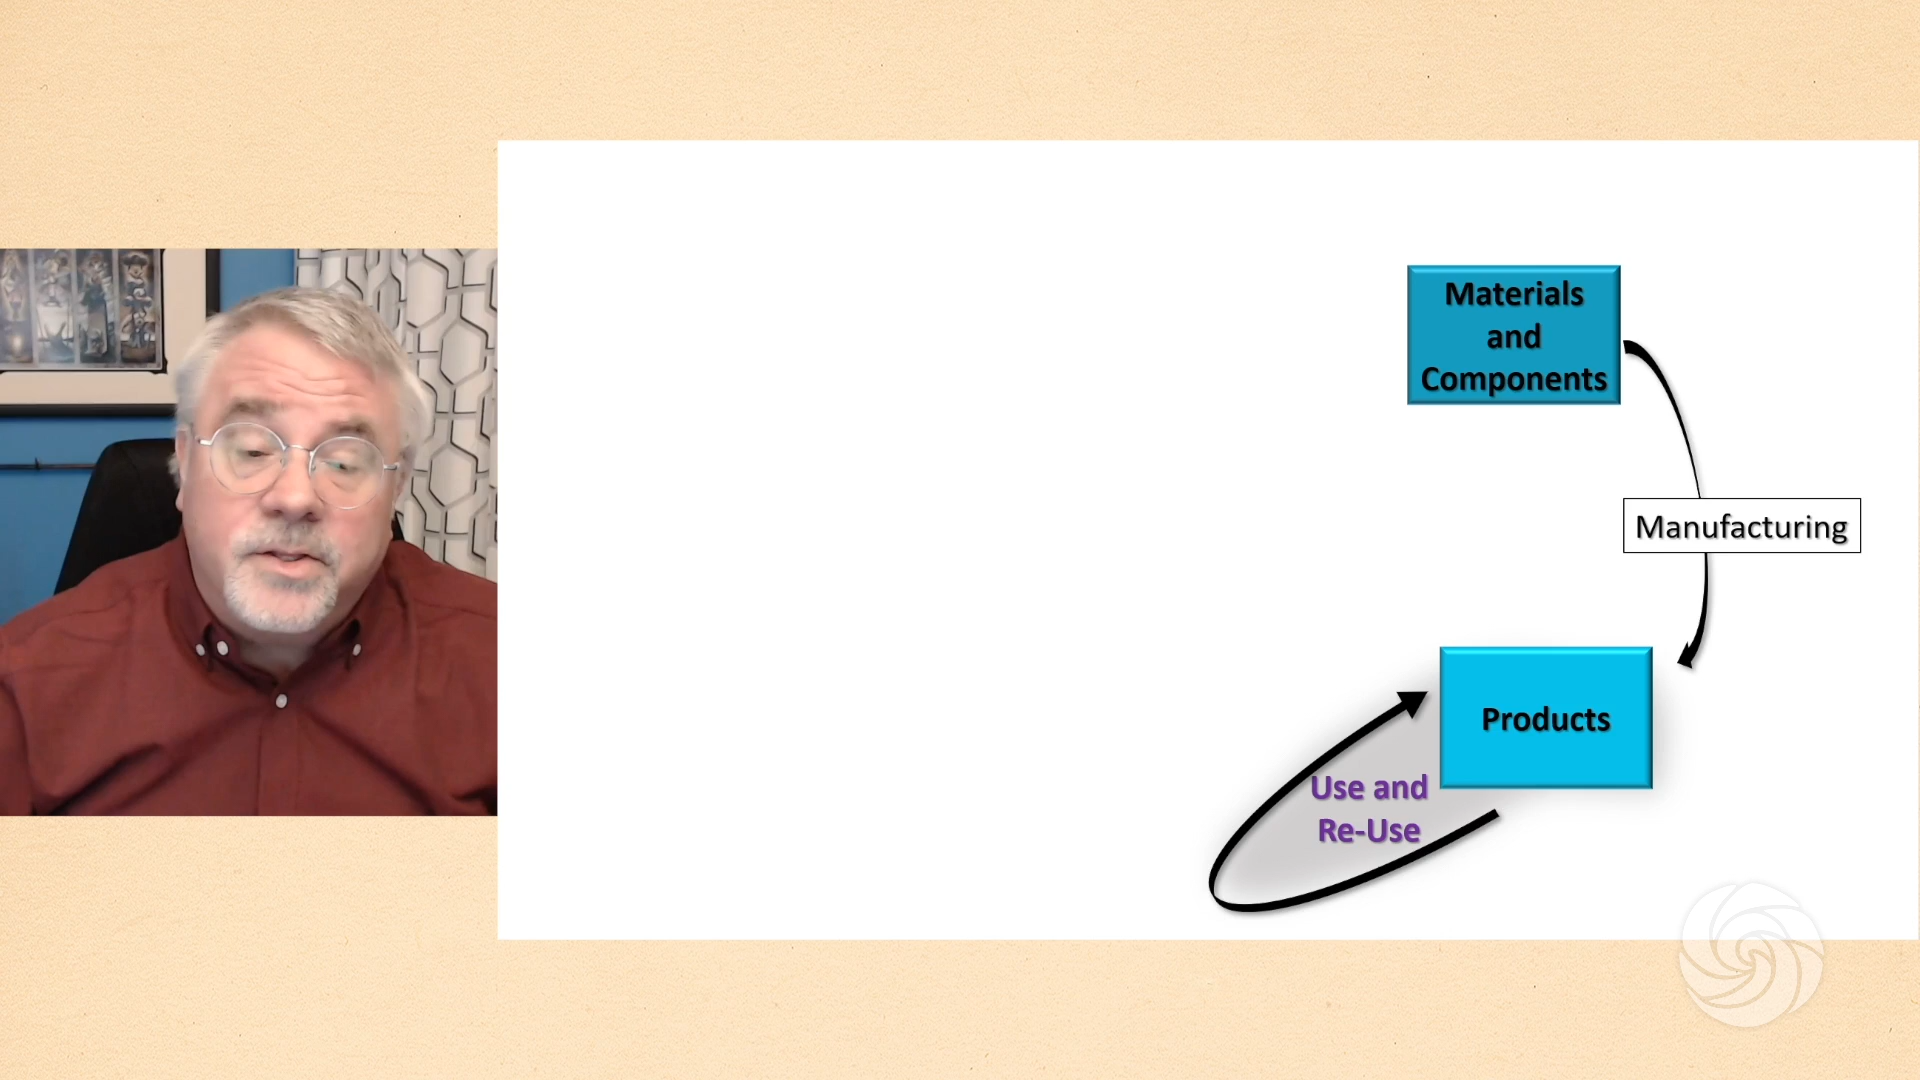 Materials
and
Components
Manufacturing
Products
Use and
Re-Use